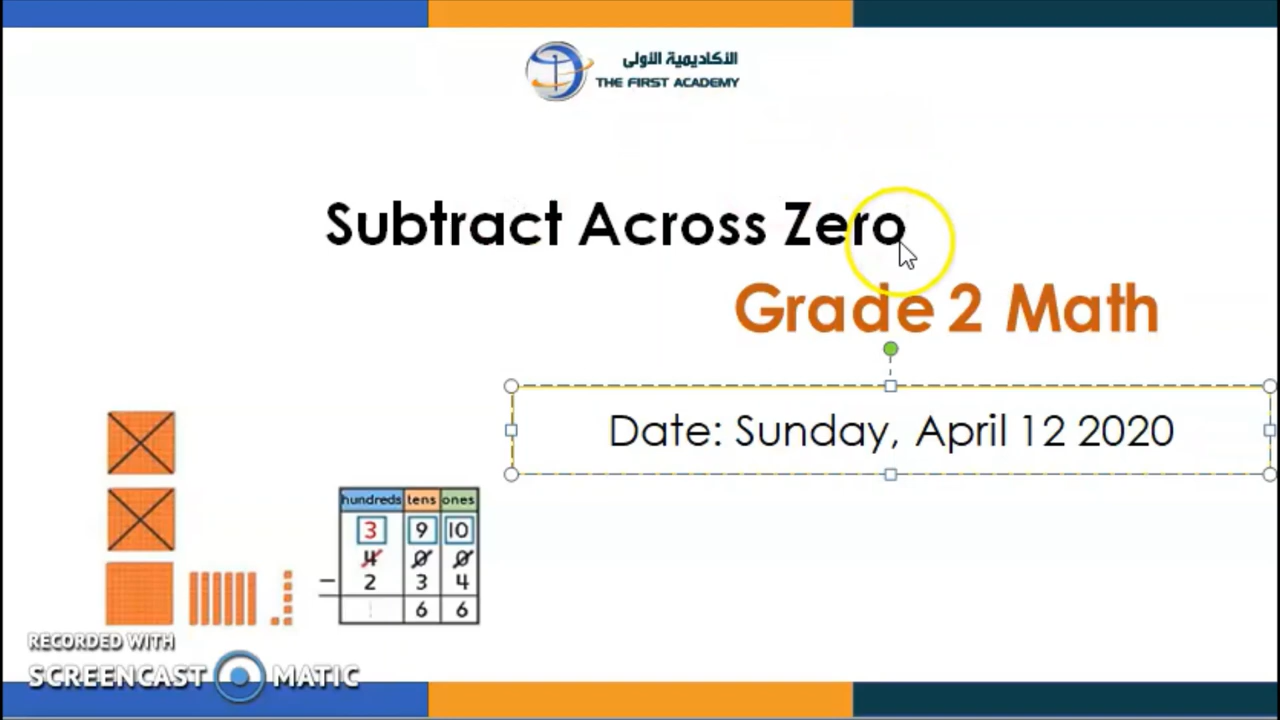 الأكاديمية الأولى
THE FIRST ACADEMY
Subtract Across Zero
Grade 2 Math
Date: Sunday, April 12 2020
hundreds tens ones
3 9 10
4 0 0
− 2 3 4
1 6 6
RECORDED WITH
SCREENCAST MATIC